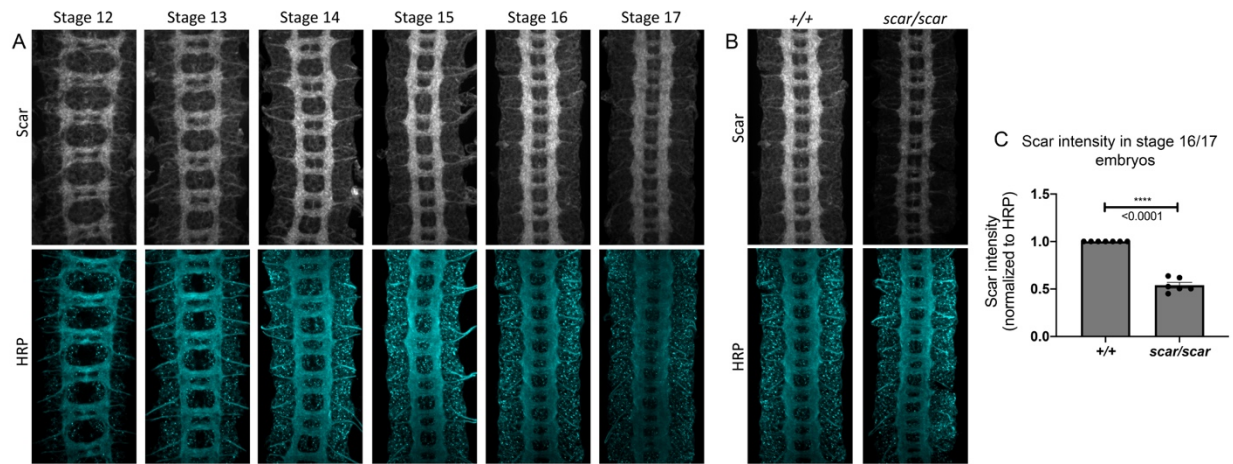 Stage 12 Stage 13 Stage 14 Stage 15 Stage 16 Stage 17
A
Scar
HRP
+/+ scar/scar
B
Scar
HRP
C Scar intensity in stage 16/17
embryos
Scar intensity
(normalized to HRP)
1.5
1.0
0.5
0.0
****
<0.0001
+/+ scar/scar